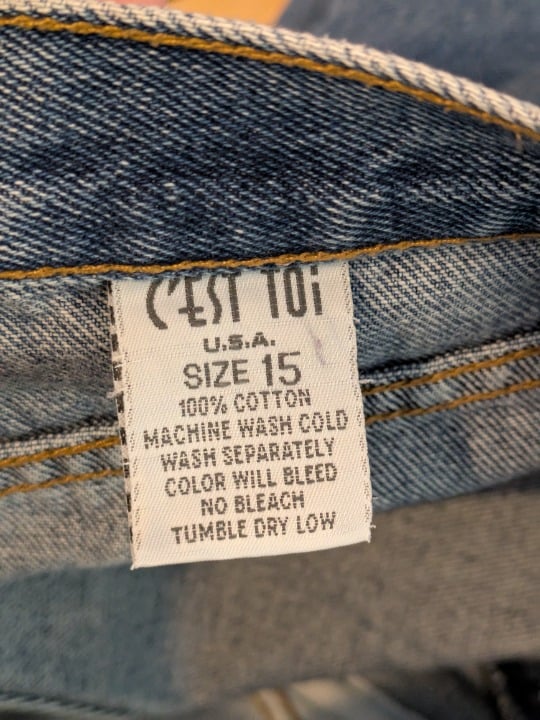 C'EST TOi
U.S.A.
SIZE 15
100% COTTON
MACHINE WASH COLD
WASH SEPARATELY
COLOR WILL BLEED
NO BLEACH
TUMBLE DRY LOW